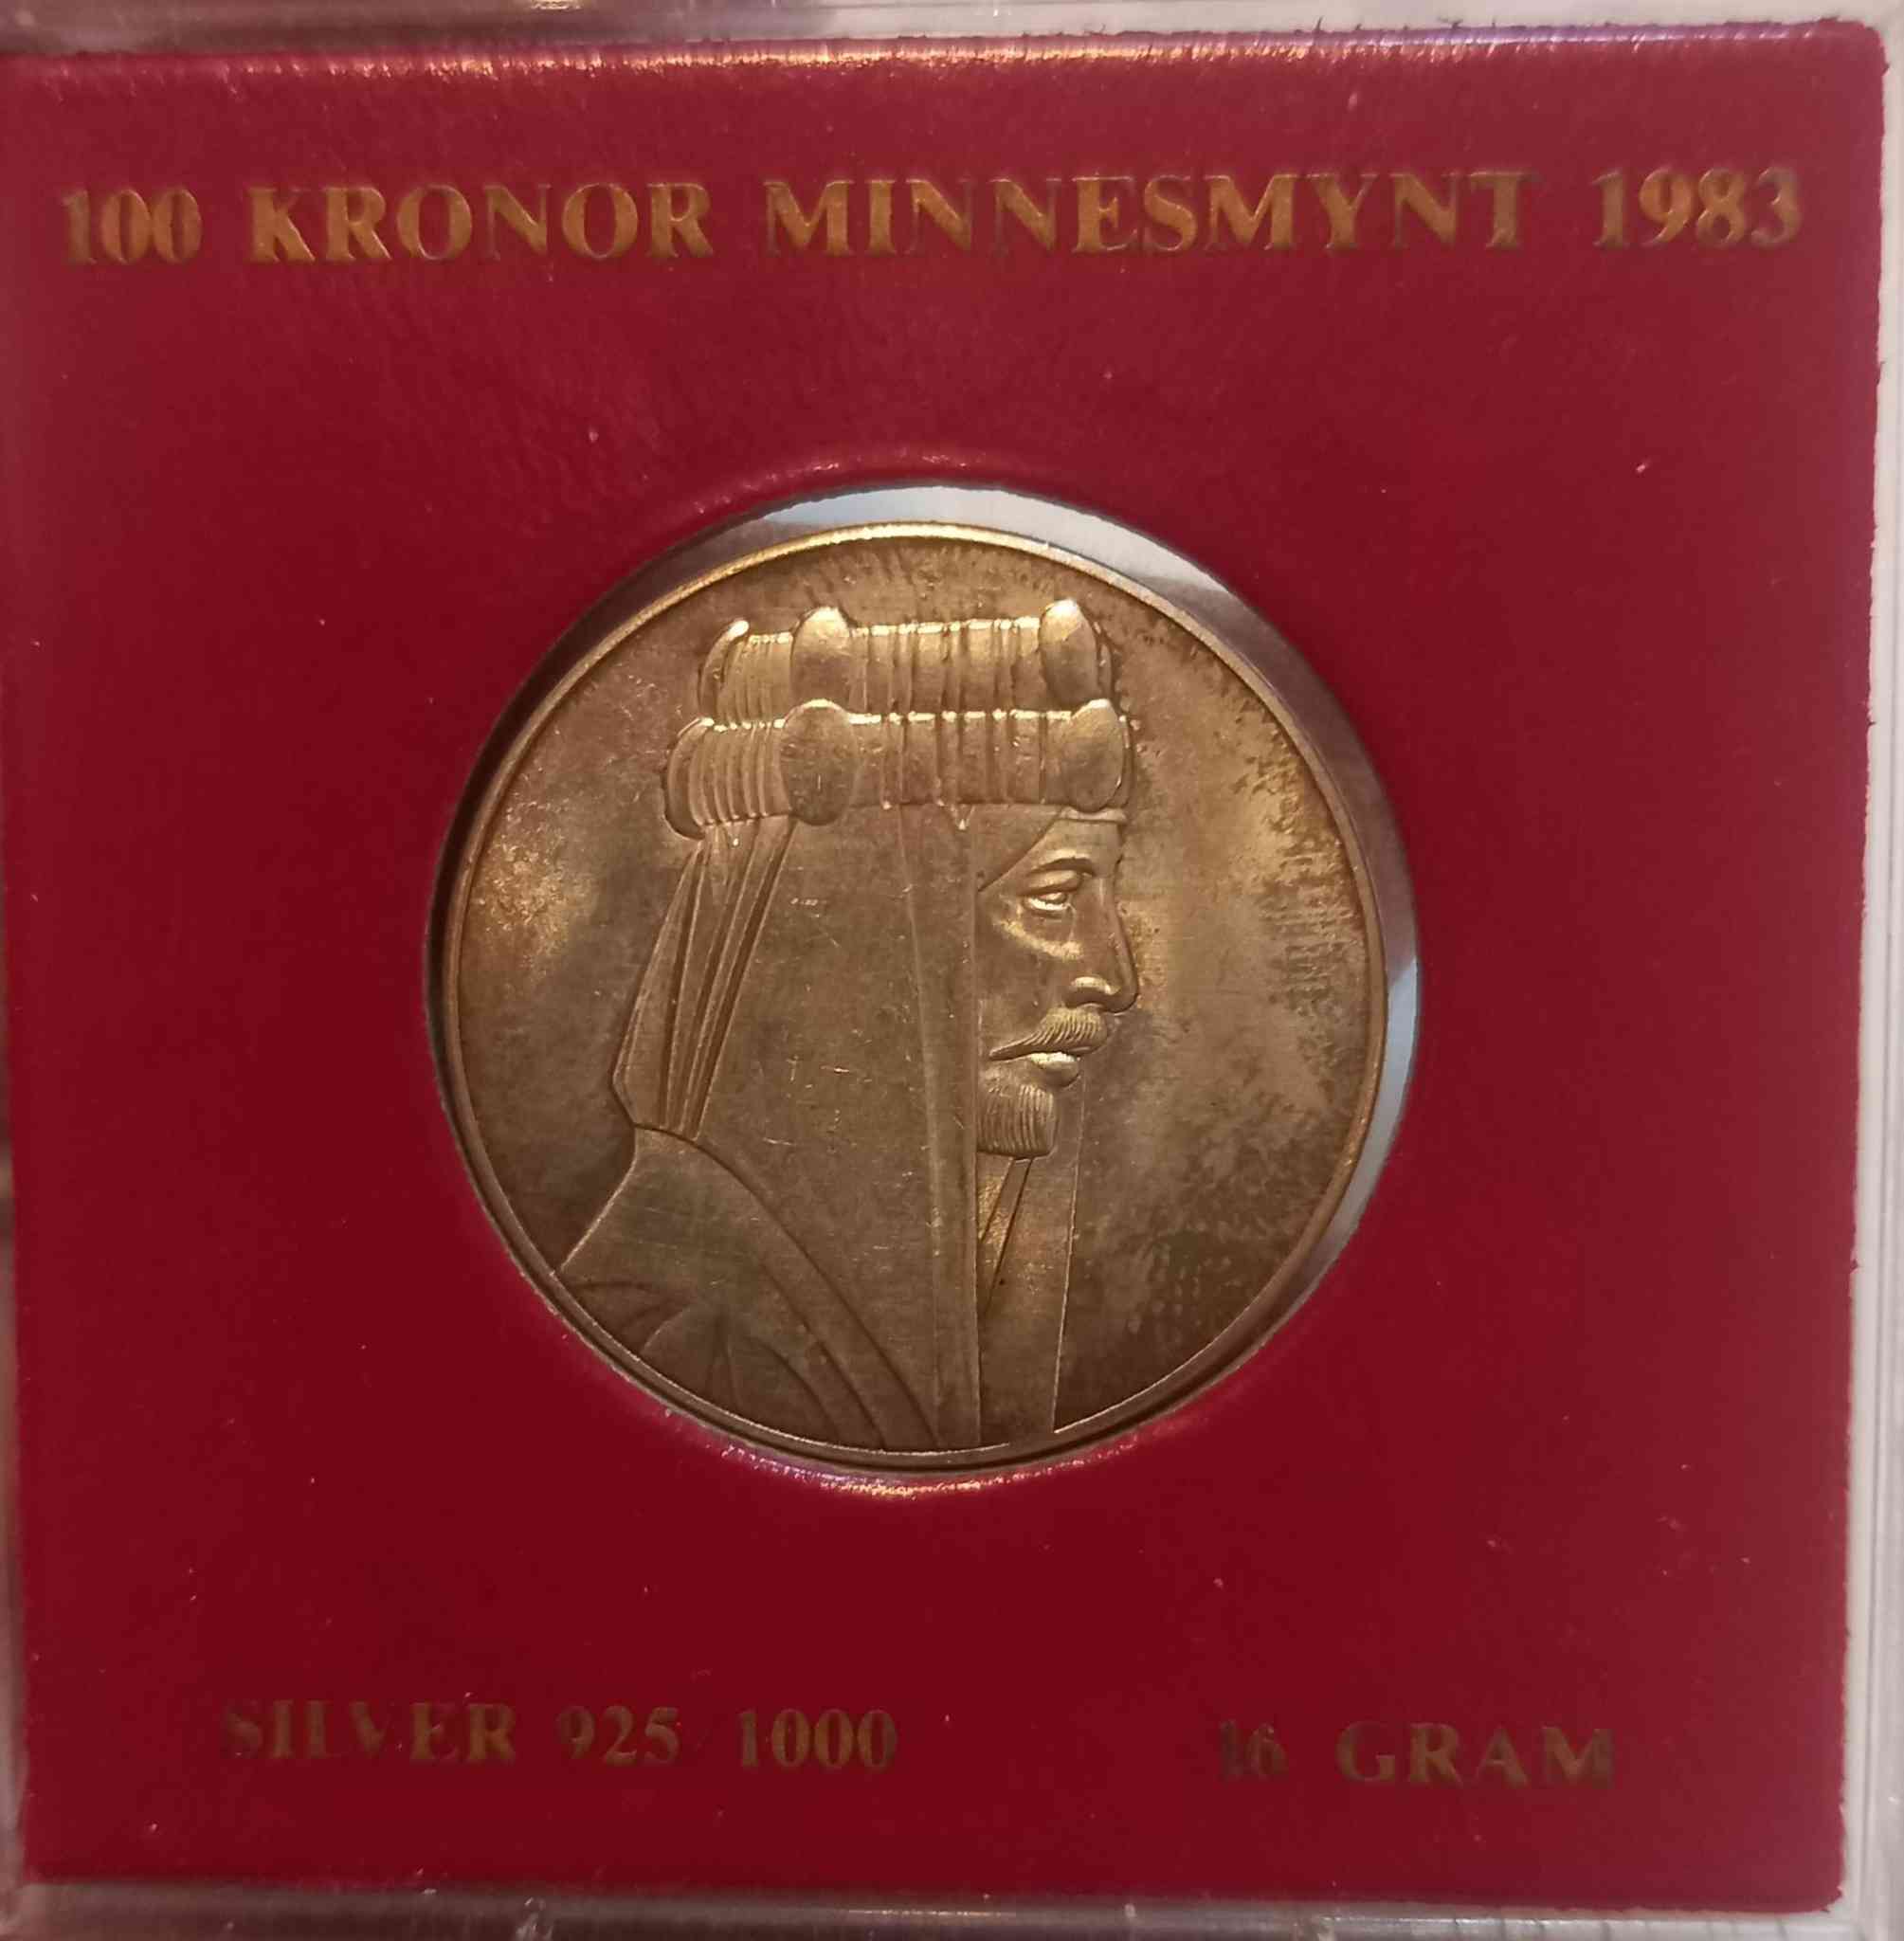 100 KRONOR MINNESMYNT 1983
SILVER 925 / 1000 16 GRAM